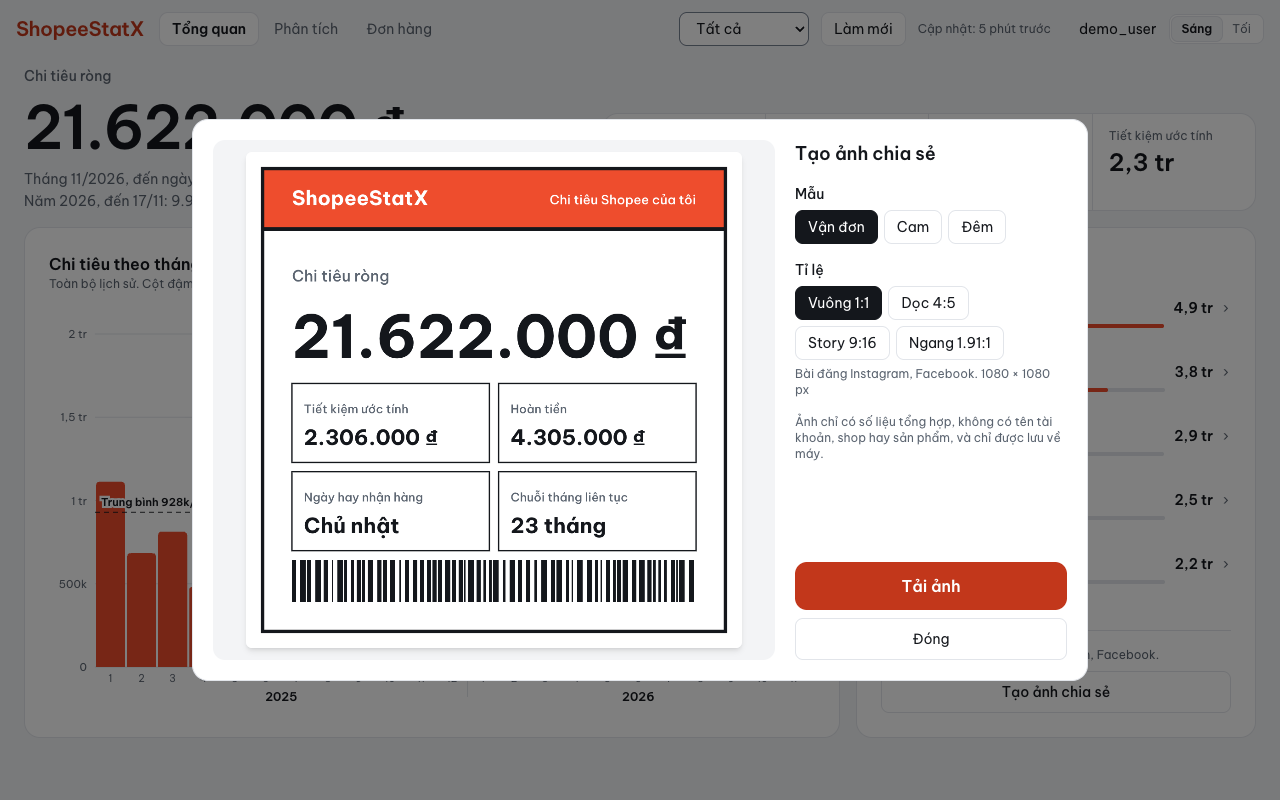 ShopeeStatX
Tổng quan
Phân tích
Đơn hàng
Tất cả
Làm mới
Cập nhật: 5 phút trước
demo_user
Sáng
Tối
Chi tiêu ròng
21.622.000 đ
Tháng 11/2026, đến ngày
Năm 2026, đến 17/11: 9.9
Tiết kiệm ước tính
2,3 tr
Chi tiêu theo tháng
Toàn bộ lịch sử. Cột đậm
2 tr
1,5 tr
1 tr
500k
0
Trung bình 928k/
1
2
3
2025
2026
4,9 tr
3,8 tr
2,9 tr
2,5 tr
2,2 tr
, Facebook.
Tạo ảnh chia sẻ
ShopeeStatX
Chi tiêu Shopee của tôi
Chi tiêu ròng
21.622.000 đ
Tiết kiệm ước tính
2.306.000 đ
Hoàn tiền
4.305.000 đ
Ngày hay nhận hàng
Chủ nhật
Chuỗi tháng liên tục
23 tháng
Tạo ảnh chia sẻ
Mẫu
Vận đơn
Cam
Đêm
Tỉ lệ
Vuông 1:1
Dọc 4:5
Story 9:16
Ngang 1.91:1
Bài đăng Instagram, Facebook. 1080 × 1080
px
Ảnh chỉ có số liệu tổng hợp, không có tên tài
khoản, shop hay sản phẩm, và chỉ được lưu về
máy.
Tải ảnh
Đóng